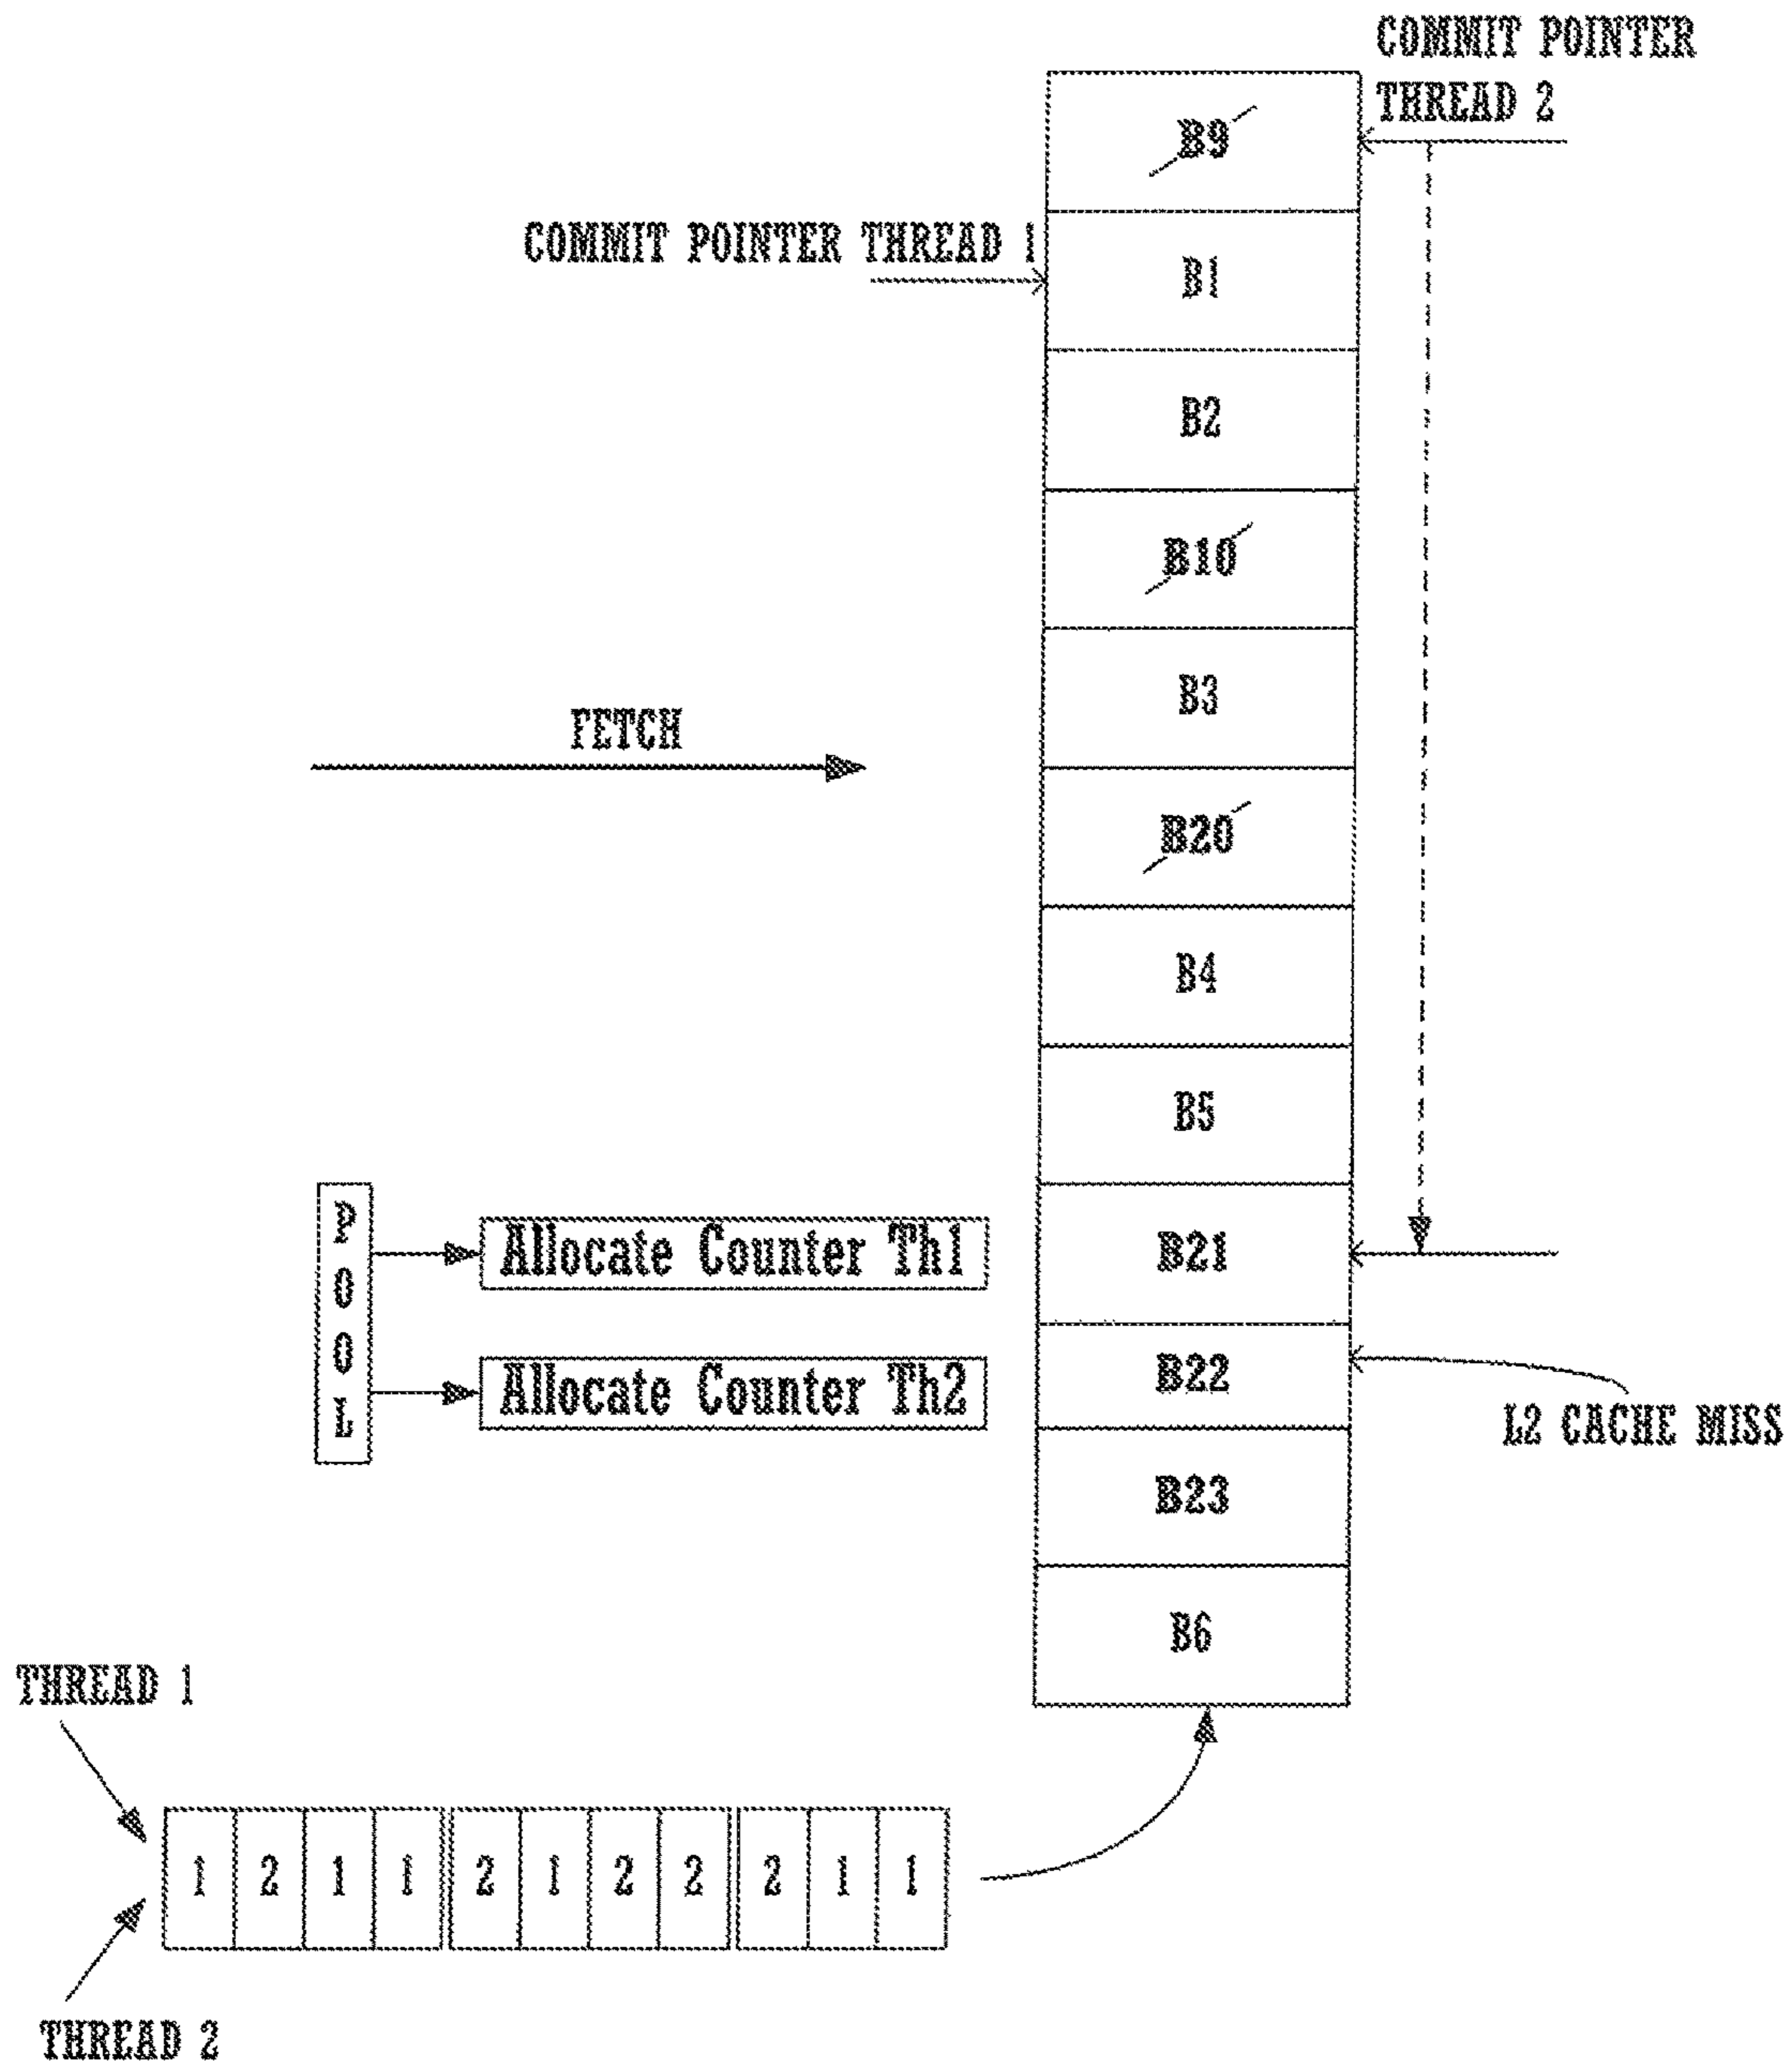 COMMIT POINTER
THREAD 2
B9
COMMIT POINTER THREAD 1
B1
B2
B10
B3
FETCH
B20
B4
B5
POOL
Allocate Counter Th1
B21
Allocate Counter Th2
B22
L2 CACHE MISS
B23
B6
THREAD 1
1 2 1 1 2 1 2 2 2 1 1
THREAD 2